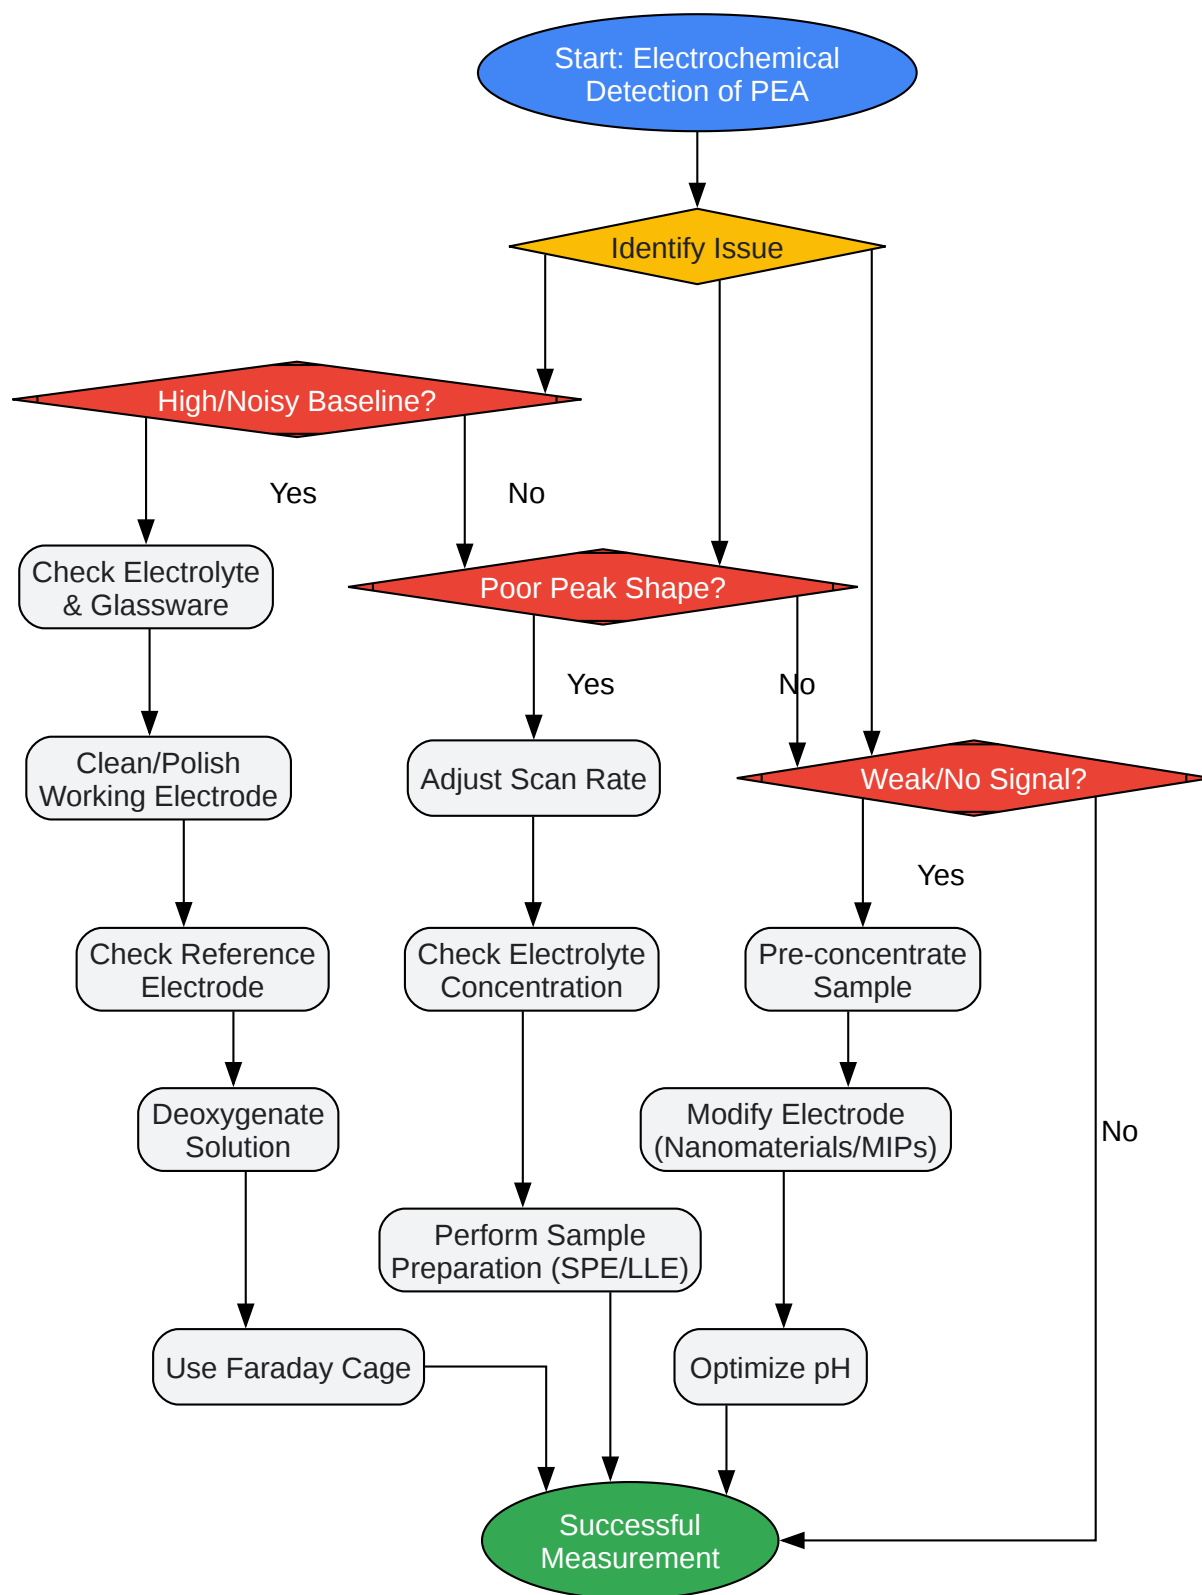 Start: Electrochemical
Detection of PEA
Identify Issue
High/Noisy Baseline?
Yes
No
Check Electrolyte
& Glassware
Poor Peak Shape?
Yes
No
Clean/Polish
Working Electrode
Adjust Scan Rate
Weak/No Signal?
Yes
Check Reference
Electrode
Check Electrolyte
Concentration
Pre-concentrate
Sample
Deoxygenate
Solution
Modify Electrode
(Nanomaterials/MIPs)
No
Perform Sample
Preparation (SPE/LLE)
Use Faraday Cage
Optimize pH
Successful
Measurement